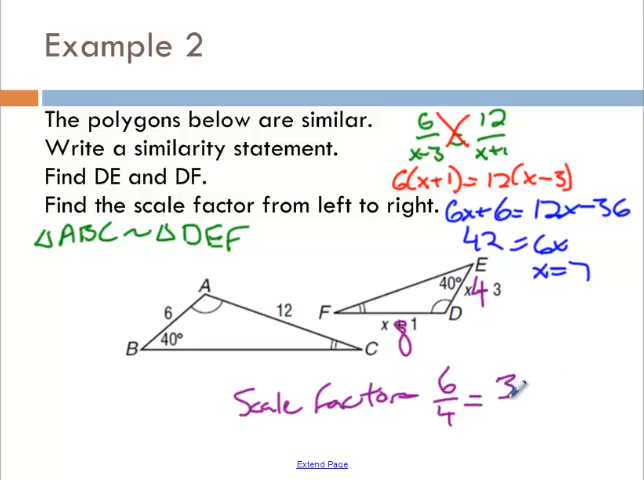 Example 2
The polygons below are similar.
Write a similarity statement.
Find DE and DF.
Find the scale factor from left to right.
△ABC~△DEF
6/x-3 = 12/x+1
6(x+1)=12(x-3)
6x+6=12x-36
42=6x
x=7
A
6
12
B
40°
C
E
40°
4
3
F
D
x
1
8
Scale Factor- 6/4 = 3
Extend Page